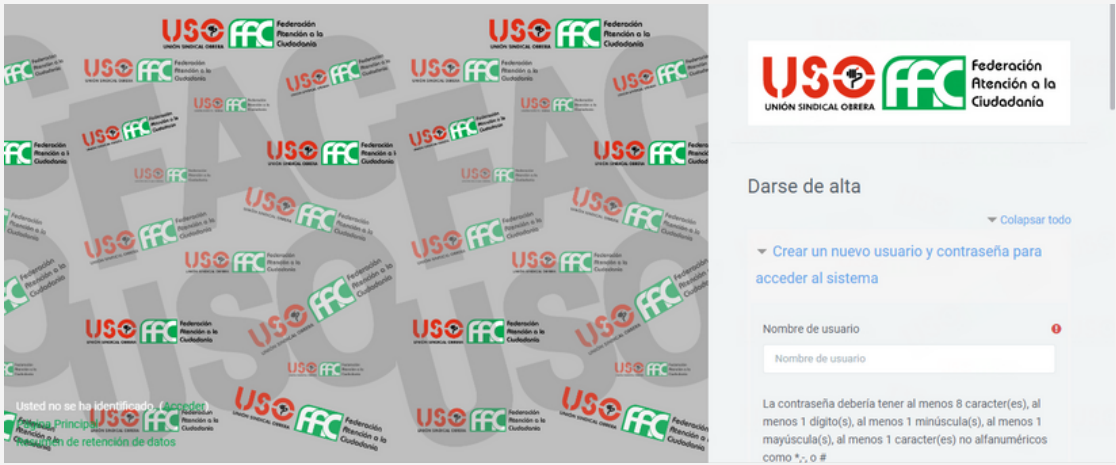 USO FAC Federación
Atención a la
Ciudadanía
UNIÓN SINDICAL OBRERA
Darse de alta
Colapsar todo
Crear un nuevo usuario y contraseña para
acceder al sistema
Nombre de usuario
Nombre de usuario
La contraseña debería tener al menos 8 caracter(es), al
menos 1 dígito(s), al menos 1 minúscula(s), al menos 1
mayúscula(s), al menos 1 caracter(es) no alfanuméricos
como *,-, o #
Usted no se ha identificado. (Acceder)
Página Principal
Resumen de retención de datos